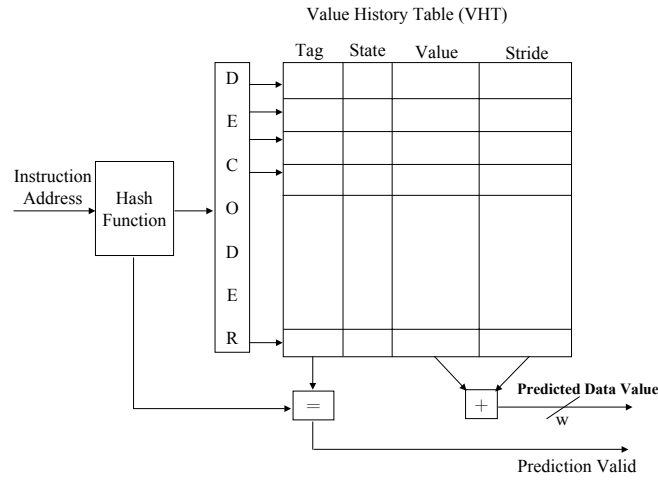 Value History Table (VHT)
Tag State Value Stride
D
E
C
O
D
E
R
Instruction
Address
Hash
Function
=
+
Predicted Data Value
w
Prediction Valid